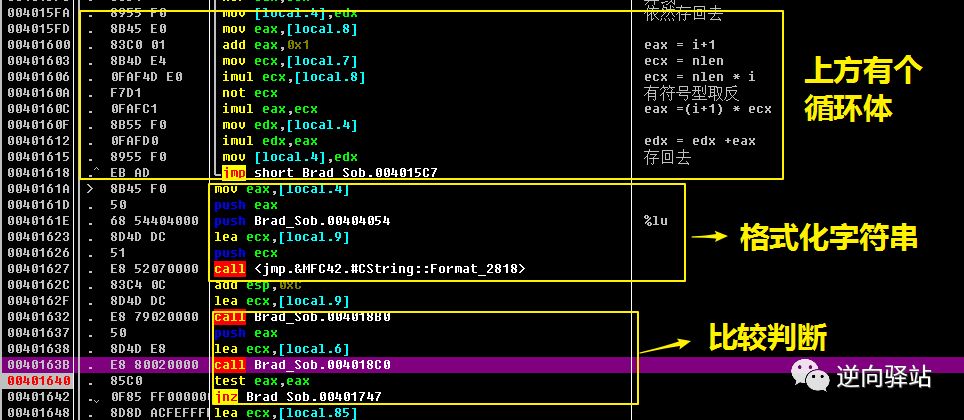 004015FA . 8955 F0 mov [local.4],edx 依然存回去
004015FD . 8B45 E0 mov eax,[local.8]
00401600 . 83C0 01 add eax,0x1 eax = i+1
00401603 . 8B4D E4 mov ecx,[local.7] ecx = nlen
00401606 . 0FAF4D E0 imul ecx,[local.8] ecx = nlen * i
0040160A . F7D1 not ecx 有符号型取反
0040160C . 0FAFC1 imul eax,ecx eax =(i+1) * ecx
0040160F . 8B55 F0 mov edx,[local.4]
00401612 . 0FAFD0 imul edx,eax edx = edx +eax
00401615 . 8955 F0 mov [local.4],edx 存回去
00401618 .^ EB AD jmp short Brad_Sob.004015C7
0040161A > 8B45 F0 mov eax,[local.4]
0040161D . 50 push eax
0040161E . 68 54404000 push Brad_Sob.00404054 %lu
00401623 . 8D4D DC lea ecx,[local.9]
00401626 . 51 push ecx
00401627 . E8 52070000 call <jmp.&MFC42.#CString::Format_2818>
0040162C . 83C4 0C add esp,0xC
0040162F . 8D4D DC lea ecx,[local.9]
00401632 . E8 79020000 call Brad_Sob.004018B0
00401637 . 50 push eax
00401638 . 8D4D E8 lea ecx,[local.6]
0040163B . E8 80020000 call Brad_Sob.004018C0
00401640 . 85C0 test eax,eax
00401642 . 0F85 FF000000 jnz Brad_Sob.00401747
00401648 . 8D8D ACFEFFFF lea ecx,[local.85]
上方有个
循环体
格式化字符串
比较判断
逆向驿站